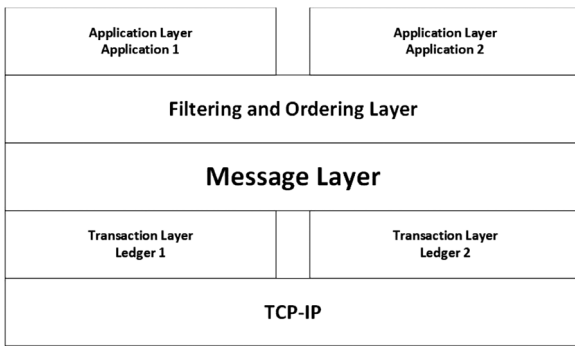 Application Layer
Application 1
Application Layer
Application 2
Filtering and Ordering Layer
Message Layer
Transaction Layer
Ledger 1
Transaction Layer
Ledger 2
TCP-IP